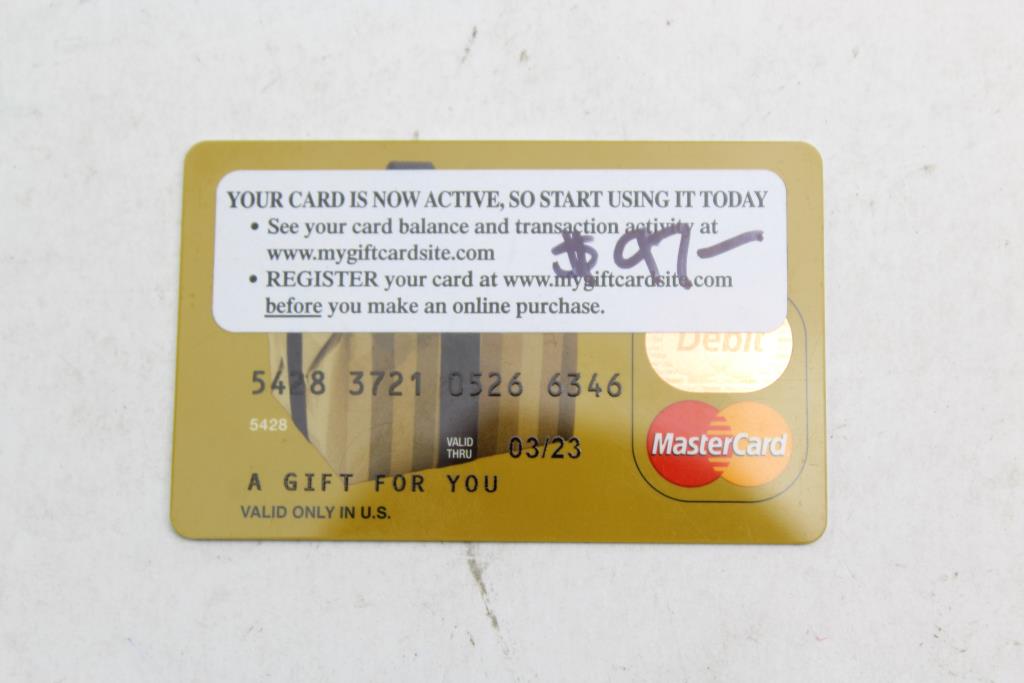 YOUR CARD IS NOW ACTIVE, SO START USING IT TODAY
• See your card balance and transaction activity at
www.mygiftcardsite.com
$97-
• REGISTER your card at www.mygiftcardsite.com
before you make an online purchase.
Debit
5428 3721 0526 6346
5428
VALID
THRU
03/23
MasterCard
A GIFT FOR YOU
VALID ONLY IN U.S.